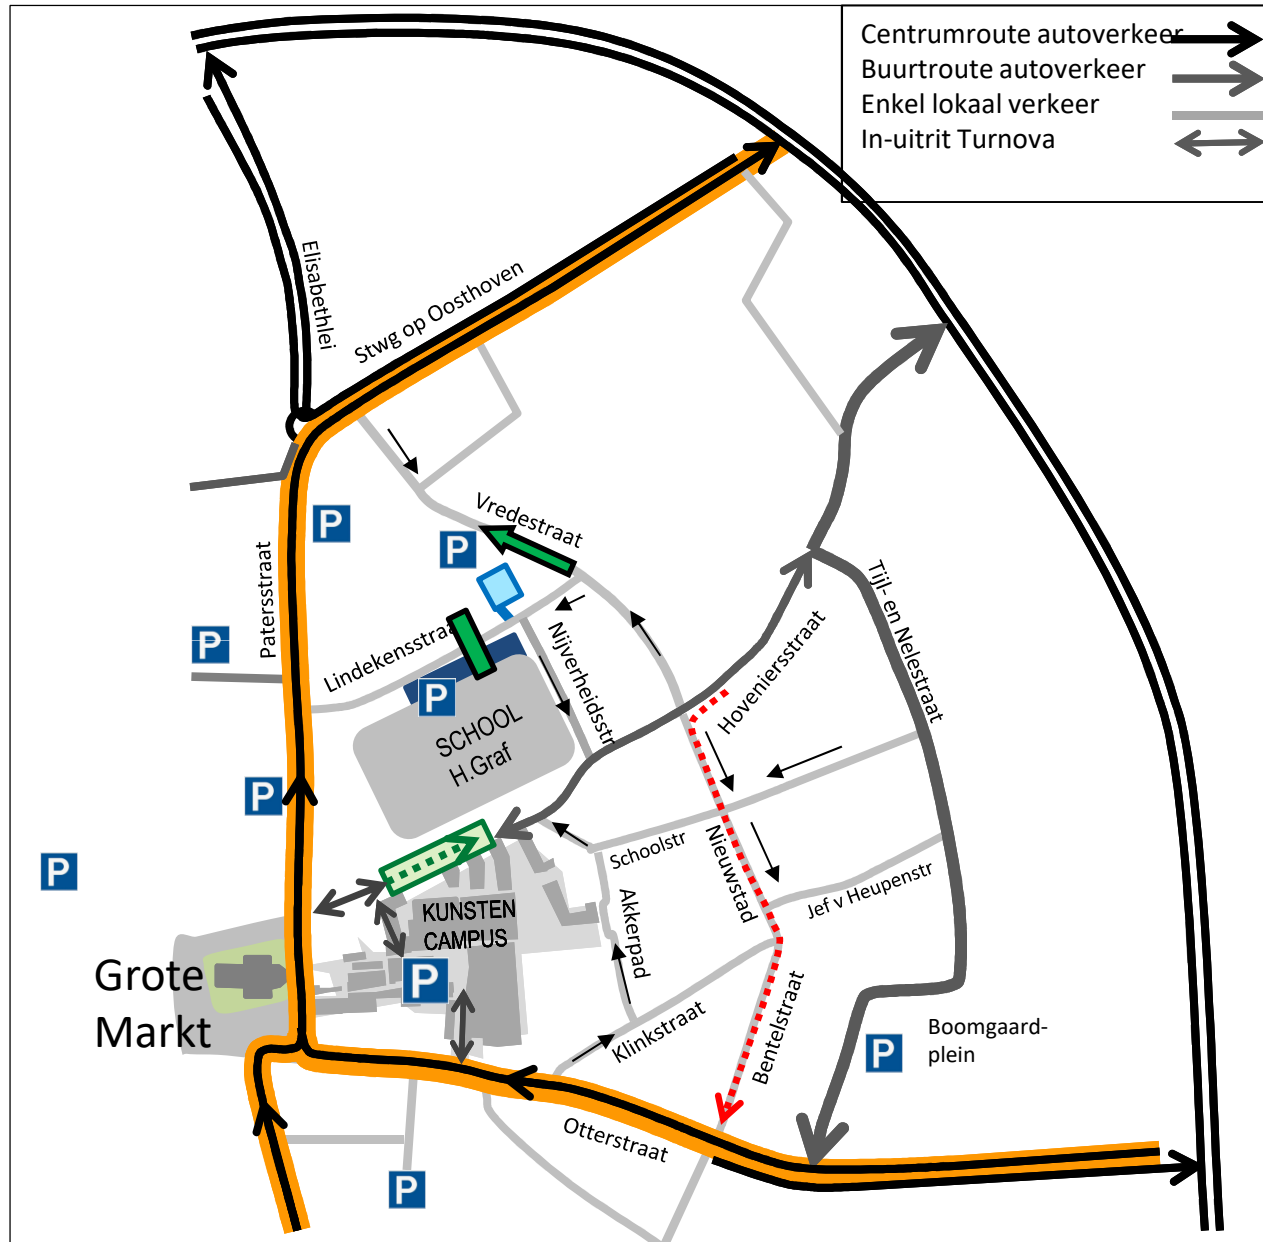 Centrumroute autoverkeer
Buurtroute autoverkeer
Enkel lokaal verkeer
In-uitrit Turnova
Elisabethlei
Stwg op Oosthoven
Vredestraat
P
P
Patersstraat
P
Lindekensstraat
Nijverheidsstr
Hoveniersstraat
Tijl- en Nelestraat
P
SCHOOL
H.Graf
P
Schoolstr
Nieuwstad
P
Jef v Heupenstr
Akkerpad
KUNSTEN
CAMPUS
P
Grote
Markt
Klinkstraat
Bentelstraat
P
Boomgaard-
plein
Otterstraat
P